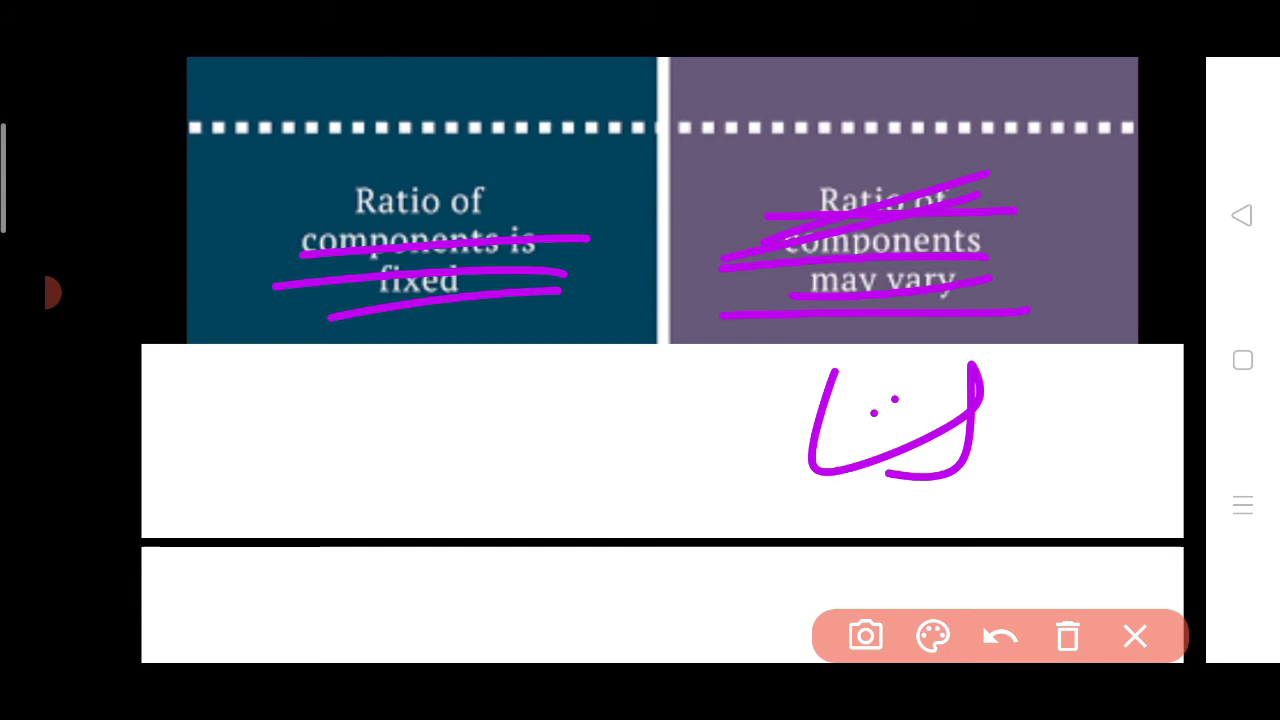 Ratio of
components is
fixed
Ratio of
components
may vary